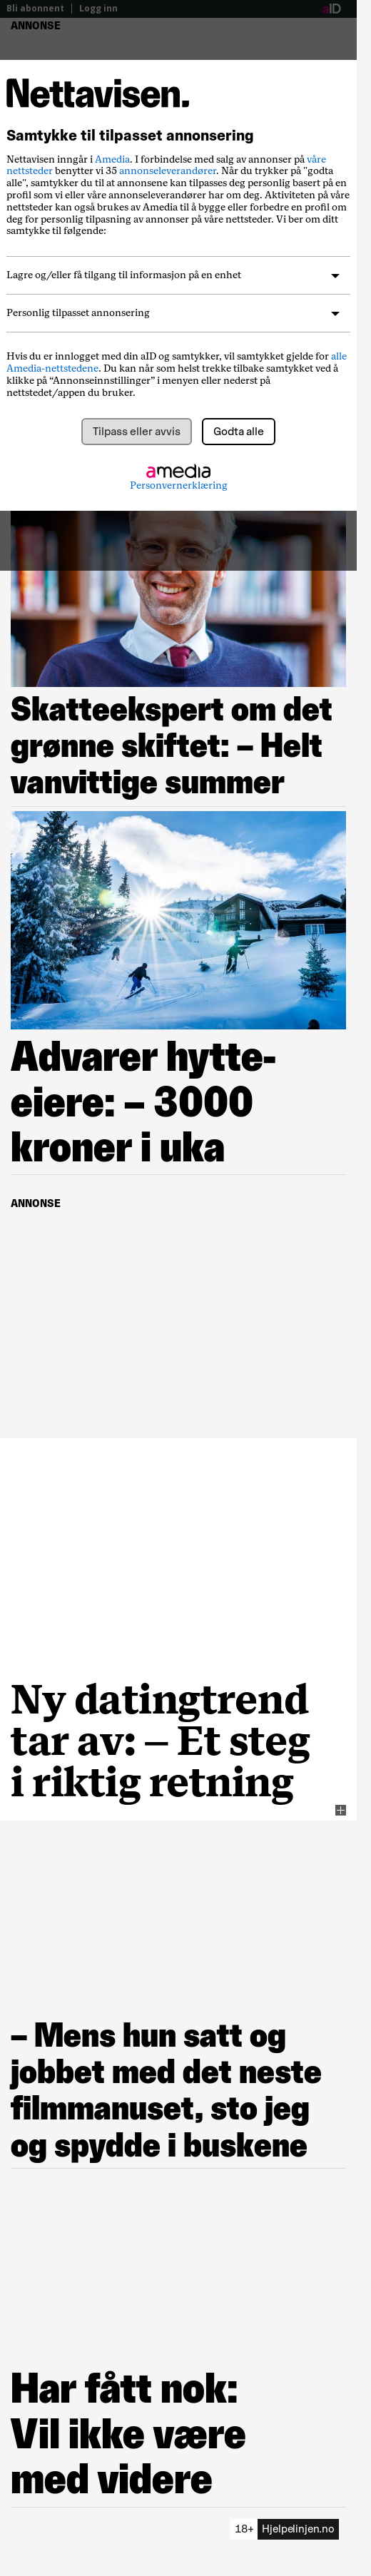 Bli abonnent | Logg inn
aID
ANNONSE
Nettavisen.
Samtykke til tilpasset annonsering
Nettavisen inngår i Amedia. I forbindelse med salg av annonser på våre
nettsteder benytter vi 35 annonseleverandører. Når du trykker på "godta
alle", samtykker du til at annonsene kan tilpasses deg personlig basert på en
profil som vi eller våre annonseleverandører har om deg. Aktiviteten på våre
nettsteder kan også brukes av Amedia til å bygge eller forbedre en profil om
deg for personlig tilpasning av annonser på våre nettsteder. Vi ber om ditt
samtykke til følgende:
Lagre og/eller få tilgang til informasjon på en enhet
Personlig tilpasset annonsering
Hvis du er innlogget med din aID og samtykker, vil samtykket gjelde for alle
Amedia-nettstedene. Du kan når som helst trekke tilbake samtykket ved å
klikke på “Annonseinnstillinger” i menyen eller nederst på
nettstedet/appen du bruker.
Tilpass eller avvis
Godta alle
amedia
Personvernerklæring
Skatteekspert om det
grønne skiftet: – Helt
vanvittige summer
Advarer hytte-
eiere: – 3000
kroner i uka
ANNONSE
Ny datingtrend
tar av: – Et steg
i riktig retning
– Mens hun satt og
jobbet med det neste
filmmanuset, sto jeg
og spydde i buskene
Har fått nok:
Vil ikke være
med videre
18+ Hjelpelinjen.no